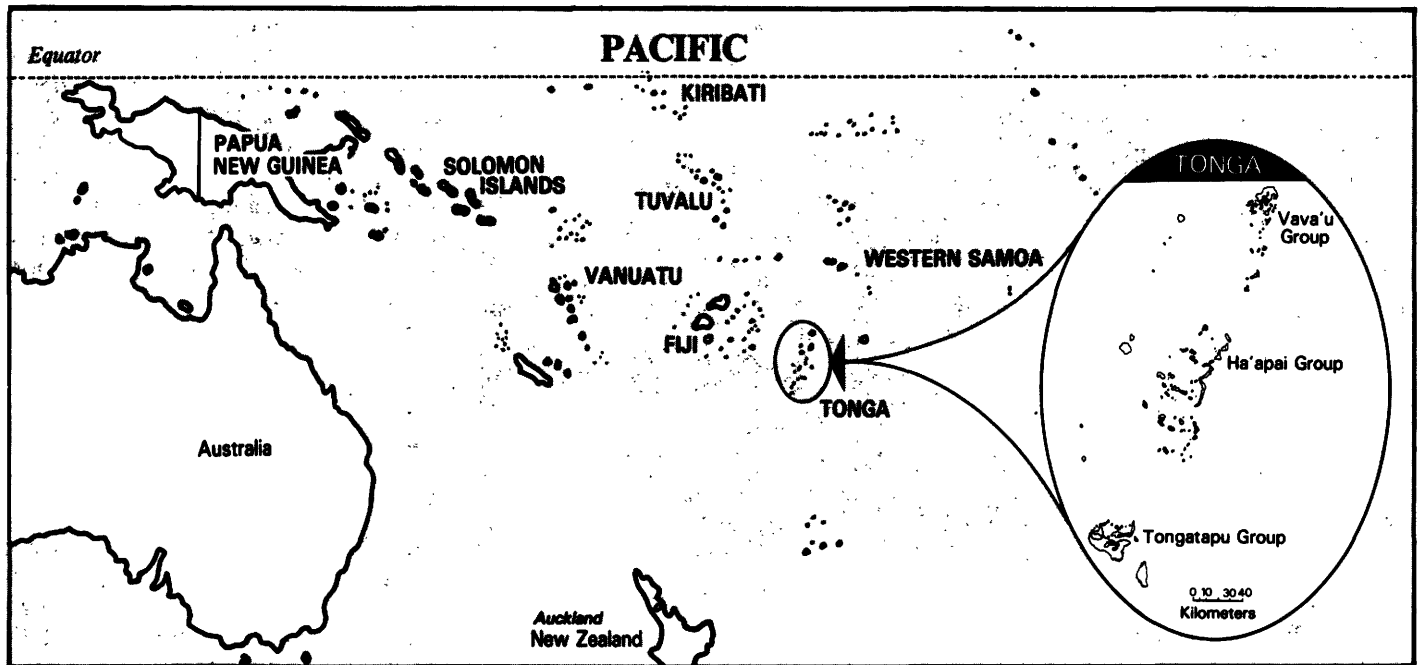 PACIFIC
Equator
KIRIBATI
PAPUA
NEW GUINEA
SOLOMON
ISLANDS
TUVALU
WESTERN SAMOA
VANUATU
FIJI
TONGA
Australia
Auckland
New Zealand
TONGA
Vava'u
Group
Ha'apai Group
Tongatapu Group
0 10 30 40
Kilometers